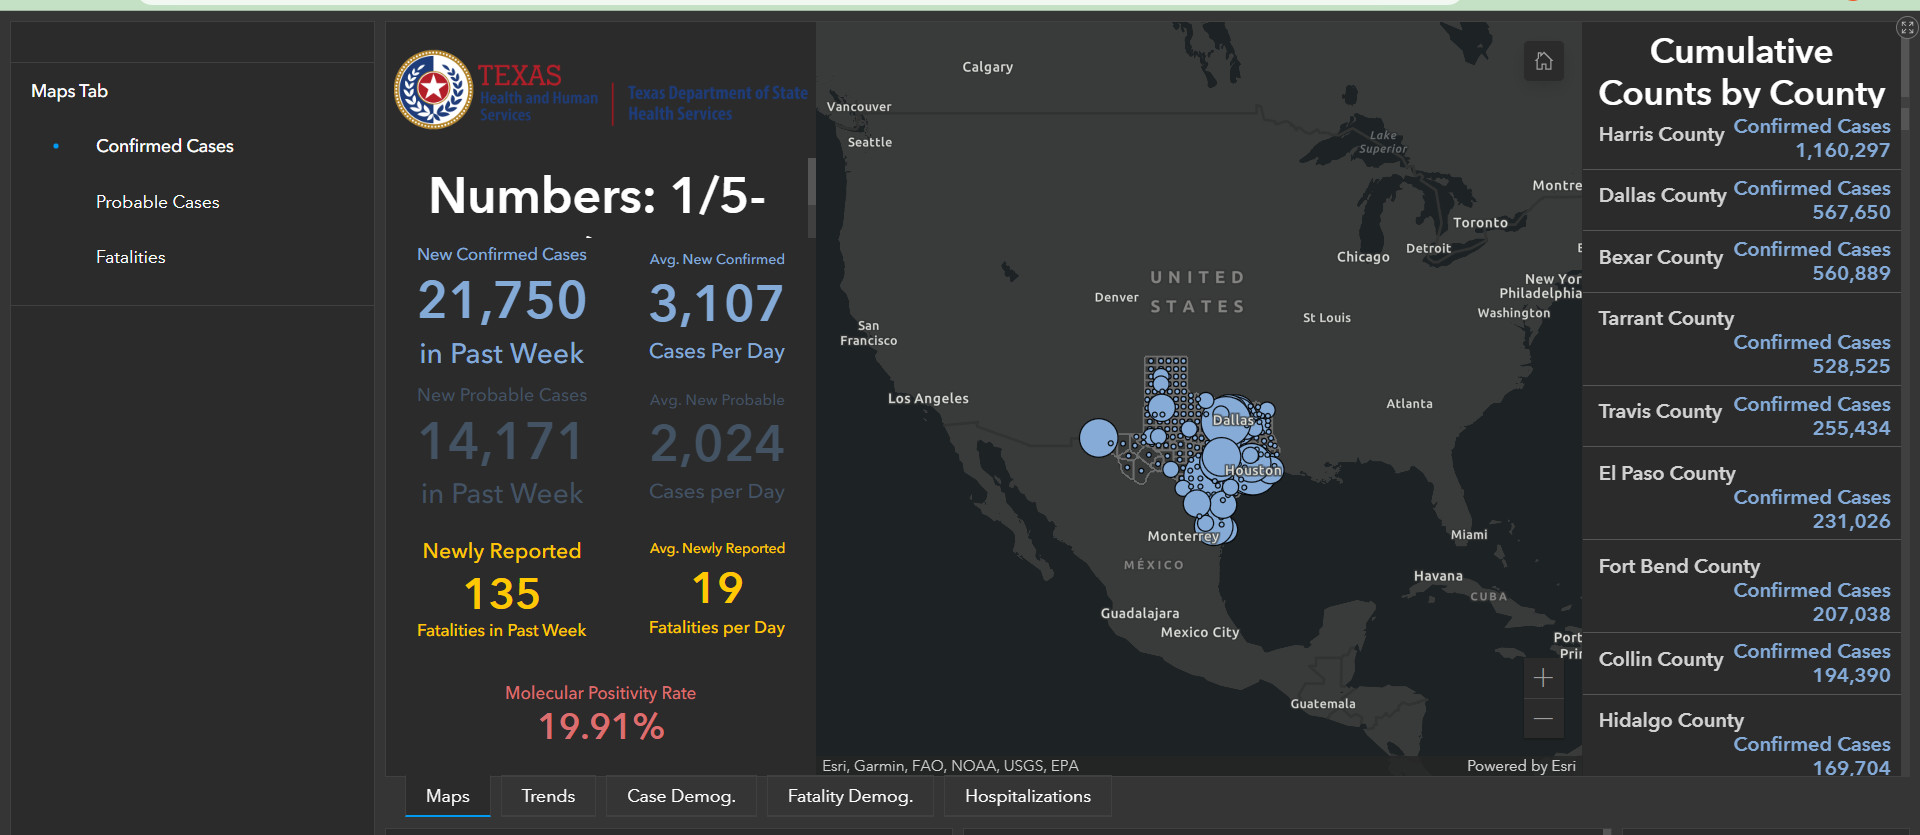 Maps Tab
Confirmed Cases
Probable Cases
Fatalities
TEXAS
Health and Human
Services
Texas Department of State
Health Services
Numbers: 1/5-
New Confirmed Cases
21,750
in Past Week
Avg. New Confirmed
3,107
Cases Per Day
New Probable Cases
14,171
in Past Week
Avg. New Probable
2,024
Cases per Day
Newly Reported
135
Fatalities in Past Week
Avg. Newly Reported
19
Fatalities per Day
Molecular Positivity Rate
19.91%
Calgary
Vancouver
Seattle
Lake
Superior
Montre
Toronto
Detroit
Chicago
UNITED
STATES
New Yor
Philadelphia
Denver
Washington
St Louis
San
Francisco
Los Angeles
Atlanta
Dallas
Houston
Monterrey
Miami
MÉXICO
Havana
CUBA
Guadalajara
Mexico City
Port
Prin
Guatemala
Esri, Garmin, FAO, NOAA, USGS, EPA
Powered by Esri
Cumulative
Counts by County
Harris County
Confirmed Cases
1,160,297
Dallas County
Confirmed Cases
567,650
Bexar County
Confirmed Cases
560,889
Tarrant County
Confirmed Cases
528,525
Travis County
Confirmed Cases
255,434
El Paso County
Confirmed Cases
231,026
Fort Bend County
Confirmed Cases
207,038
Collin County
Confirmed Cases
194,390
Hidalgo County
Confirmed Cases
169,704
Maps
Trends
Case Demog.
Fatality Demog.
Hospitalizations